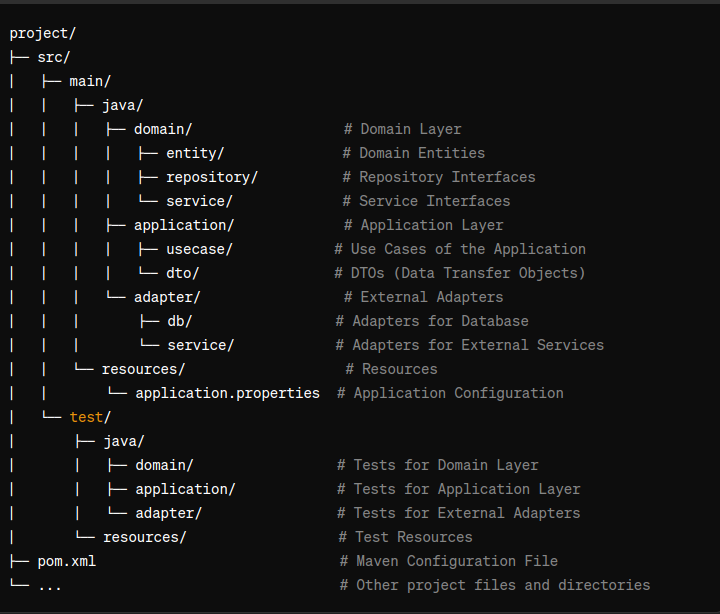 project/
├── src/
│   ├── main/
│   │   ├── java/
│   │   │   ├── domain/                  # Domain Layer
│   │   │   │   ├── entity/              # Domain Entities
│   │   │   │   ├── repository/          # Repository Interfaces
│   │   │   │   └── service/             # Service Interfaces
│   │   │   ├── application/             # Application Layer
│   │   │   │   ├── usecase/            # Use Cases of the Application
│   │   │   │   └── dto/                # DTOs (Data Transfer Objects)
│   │   │   └── adapter/                 # External Adapters
│   │   │       ├── db/                 # Adapters for Database
│   │   │       └── service/            # Adapters for External Services
│   │   └── resources/                   # Resources
│   │       └── application.properties  # Application Configuration
│   └── test/
│       ├── java/
│       │   ├── domain/                 # Tests for Domain Layer
│       │   ├── application/            # Tests for Application Layer
│       │   └── adapter/                # Tests for External Adapters
│       └── resources/                  # Test Resources
├── pom.xml                             # Maven Configuration File
└── ...                                 # Other project files and directories